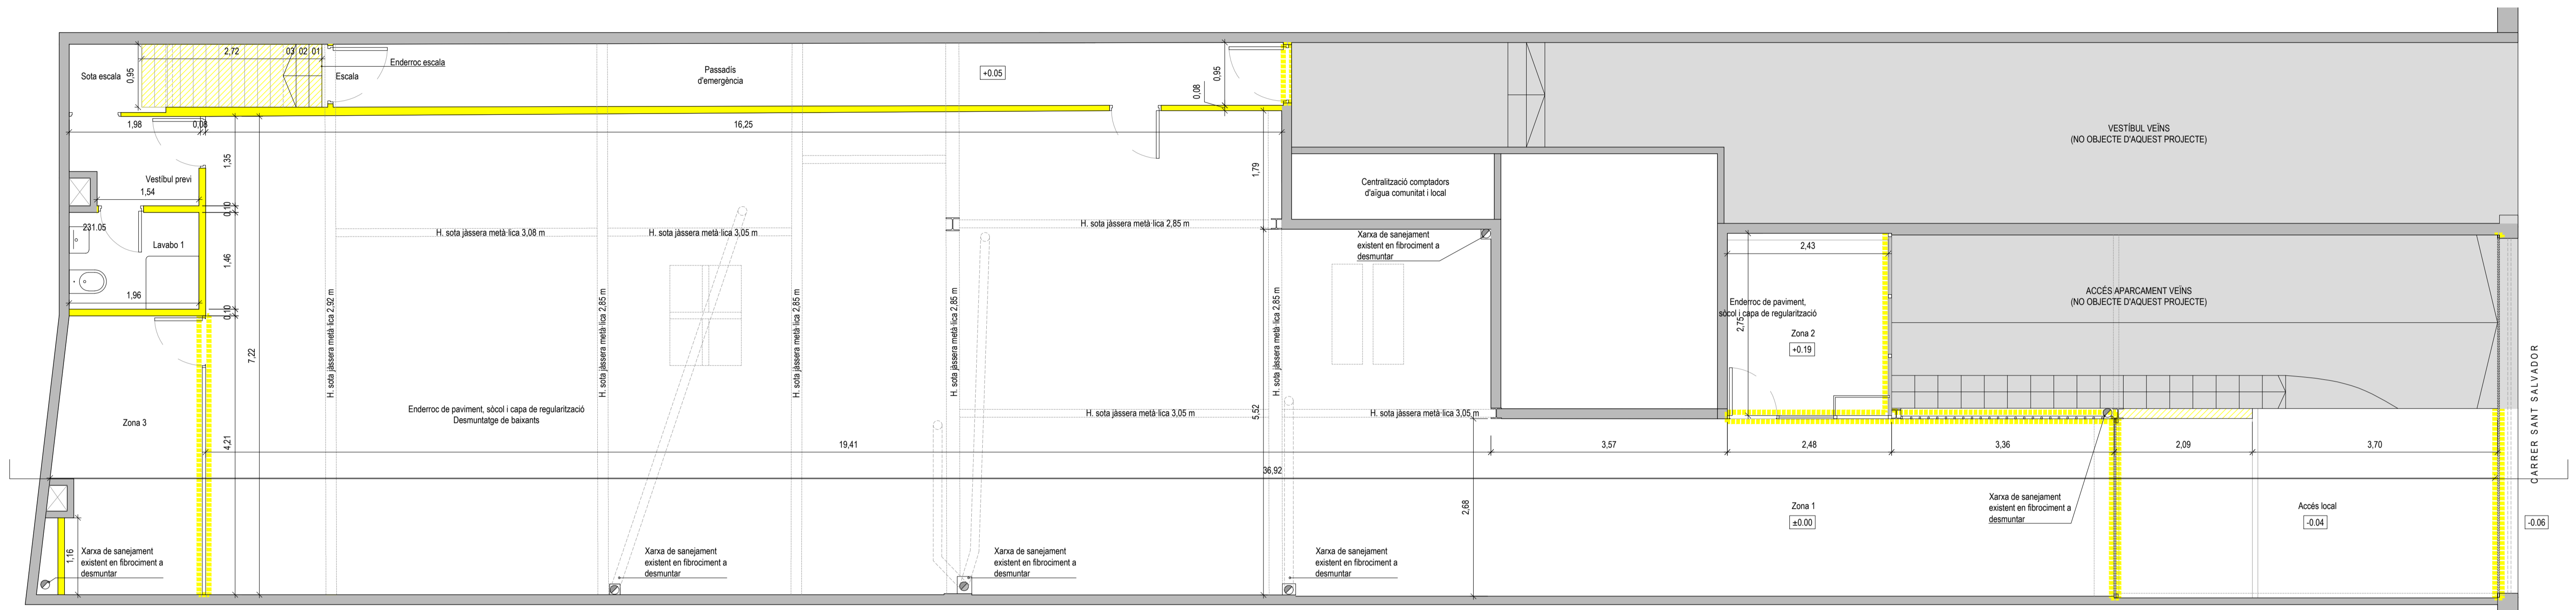 Sota escala
0,95
2,72
03 02 01
Escala
Enderroc escala
Passadís
d'emergència
+0.05
0,95
0,08
1,98
0,08
16,25
1,35
Vestíbul previ
1,54
0,10
231.05
Lavabo 1
1,46
1,96
0,10
7,22
4,21
Zona 3
1,16
Xarxa de sanejament
existent en fibrociment a
desmuntar
H. sota jàssera metà·lica 2,92 m
H. sota jàssera metà·lica 3,08 m
H. sota jàssera metà·lica 2,85 m
H. sota jàssera metà·lica 3,05 m
H. sota jàssera metà·lica 2,85 m
H. sota jàssera metà·lica 2,85 m
H. sota jàssera metà·lica 2,85 m
H. sota jàssera metà·lica 2,85 m
H. sota jàssera metà·lica 3,05 m
H. sota jàssera metà·lica 3,05 m
Enderroc de paviment, sòcol i capa de regularització
Desmuntatge de baixants
Xarxa de sanejament
existent en fibrociment a
desmuntar
Xarxa de sanejament
existent en fibrociment a
desmuntar
Xarxa de sanejament
existent en fibrociment a
desmuntar
1,79
5,52
19,41
36,92
2,68
Centralització comptadors
d'aïgua comunitat i local
Xarxa de sanejament
existent en fibrociment a
desmuntar
VESTÍBUL VEÏNS
(NO OBJECTE D'AQUEST PROJECTE)
2,43
2,75
Enderroc de paviment,
sòcol i capa de regularització
Zona 2
+0.19
ACCÉS APARCAMENT VEÏNS
(NO OBJECTE D'AQUEST PROJECTE)
3,57
2,48
3,36
2,09
3,70
Zona 1
±0.00
Xarxa de sanejament
existent en fibrociment a
desmuntar
Accés local
-0.04
-0.06
CARRER SANT SALVADOR